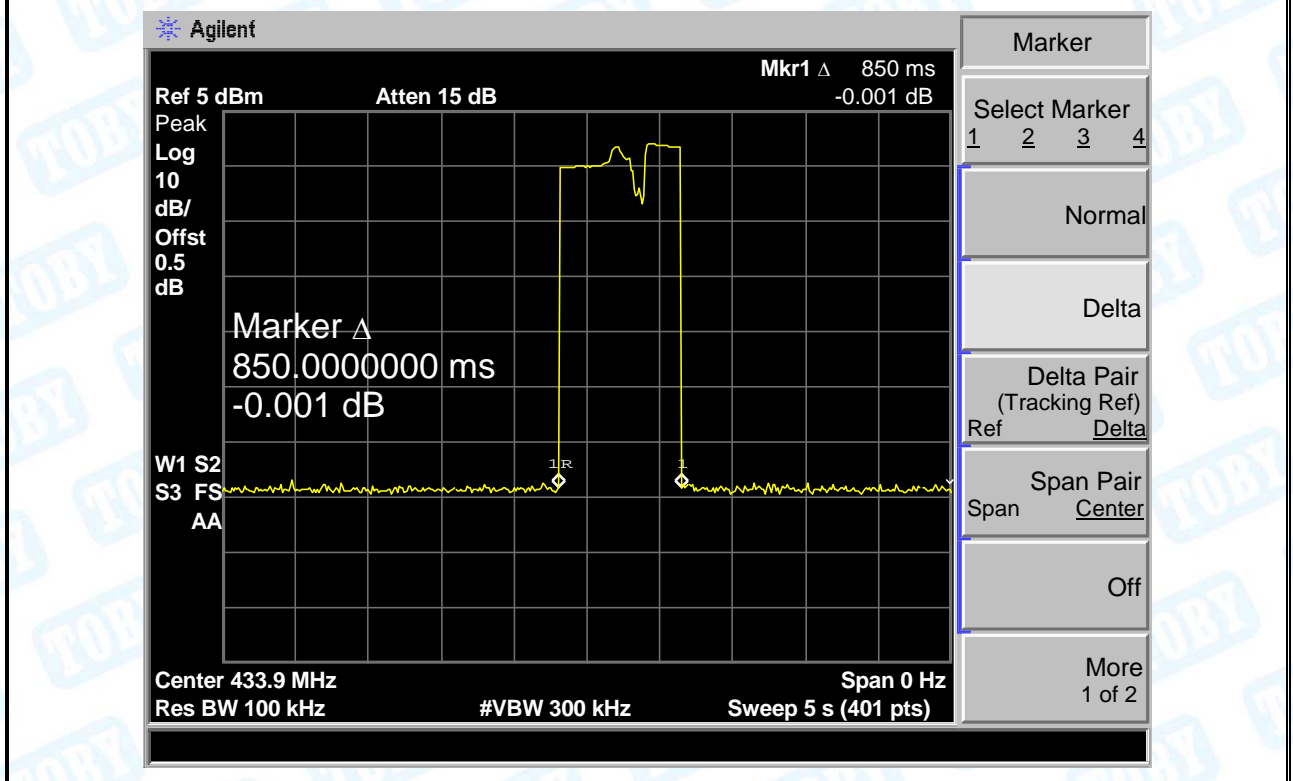 Agilent
Mkr1 Δ 850 ms
Ref 5 dBm Atten 15 dB -0.001 dB
Peak
Log
10
dB/
Offst
0.5
dB
Marker Δ
850.0000000 ms
-0.001 dB
1R 1
W1 S2
S3 FS
AA
Center 433.9 MHz Span 0 Hz
Res BW 100 kHz #VBW 300 kHz Sweep 5 s (401 pts)
Marker
Select Marker
1 2 3 4
Normal
Delta
Delta Pair
(Tracking Ref)
Ref Delta
Span Pair
Span Center
Off
More
1 of 2
TOBY